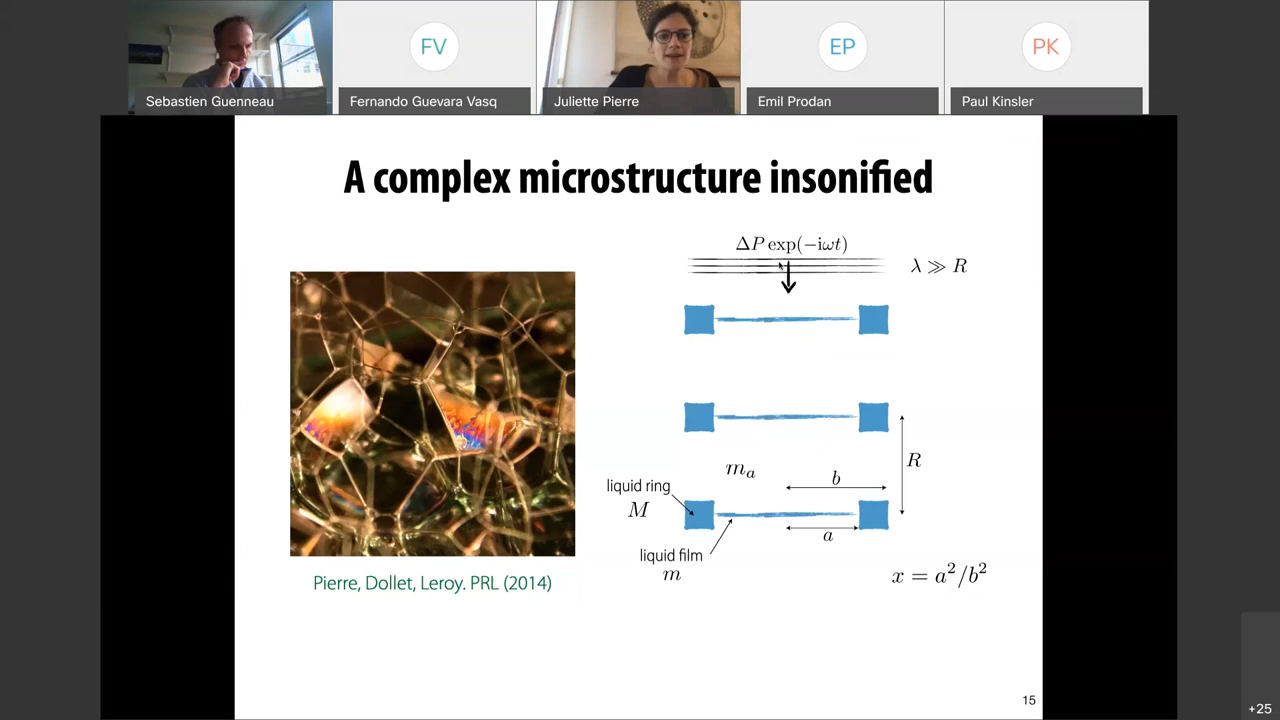 FV
EP
PK
Sebastien Guenneau
Fernando Guevara Vasq
Juliette Pierre
Emil Prodan
Paul Kinsler
A complex microstructure insonified
ΔP exp(−iωt)
λ ≫ R
R
m_a
b
liquid ring
M
a
liquid film
m
x = a²/b²
Pierre, Dollet, Leroy. PRL (2014)
15
+25